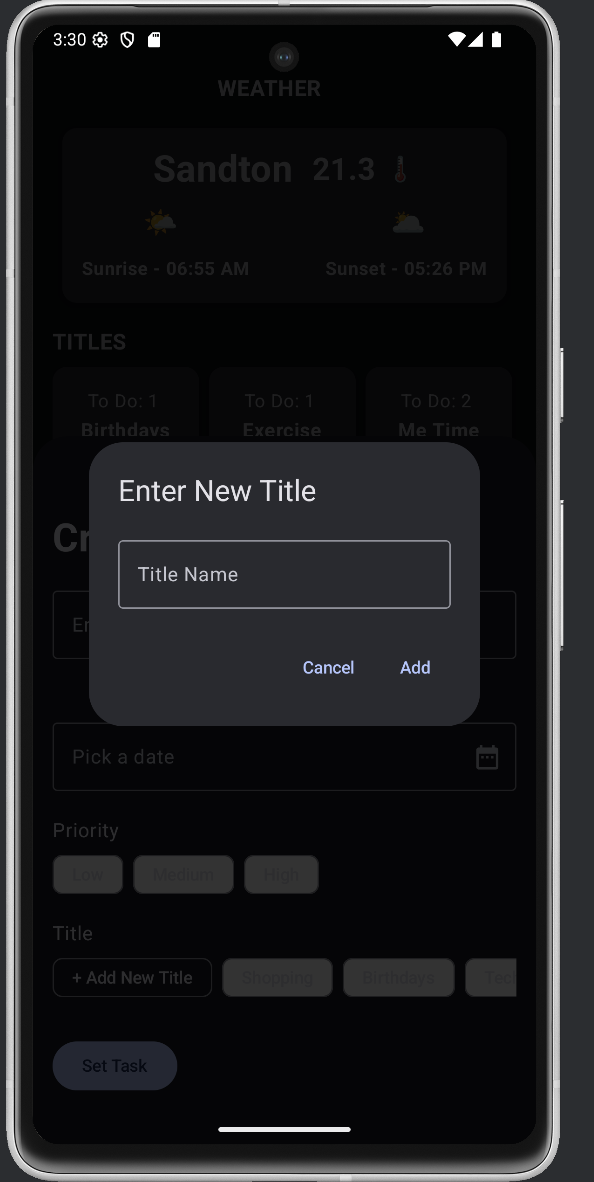 3:30
WEATHER
Sandton 21.3
Sunrise - 06:55 AM Sunset - 05:26 PM
TITLES
To Do: 1 To Do: 1 To Do: 2
Birthdays Exercise Me Time
Enter New Title
Cr
Title Name
En
Cancel Add
Pick a date
Priority
Low Medium High
Title
+ Add New Title Shopping Birthdays Tec
Set Task